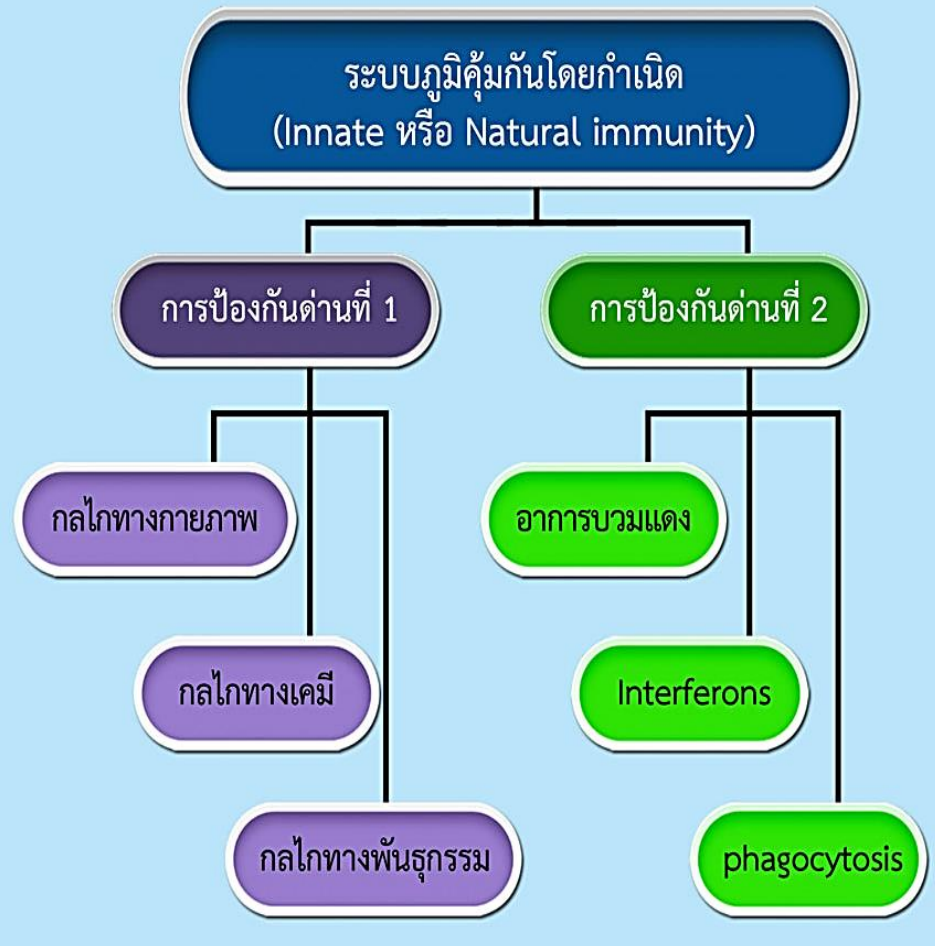 ระบบภูมิคุ้มกันโดยกำเนิด
(Innate หรือ Natural immunity)
การป้องกันด่านที่ 1
การป้องกันด่านที่ 2
กลไกทางกายภาพ
อาการบวมแดง
กลไกทางเคมี
Interferons
กลไกทางพันธุกรรม
phagocytosis